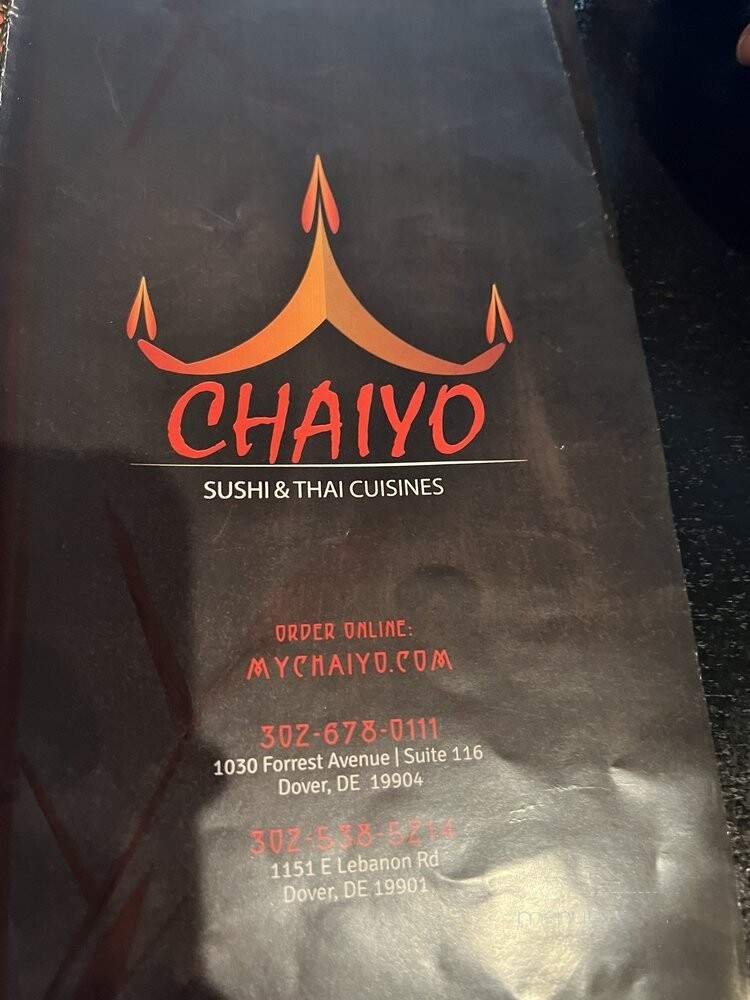 CHAIYO
SUSHI & THAI CUISINES
ORDER ONLINE:
MYCHAIYO.COM
302-678-0111
1030 Forrest Avenue | Suite 116
Dover, DE 19904
302-538-5214
1151 E Lebanon Rd
Dover, DE 19901